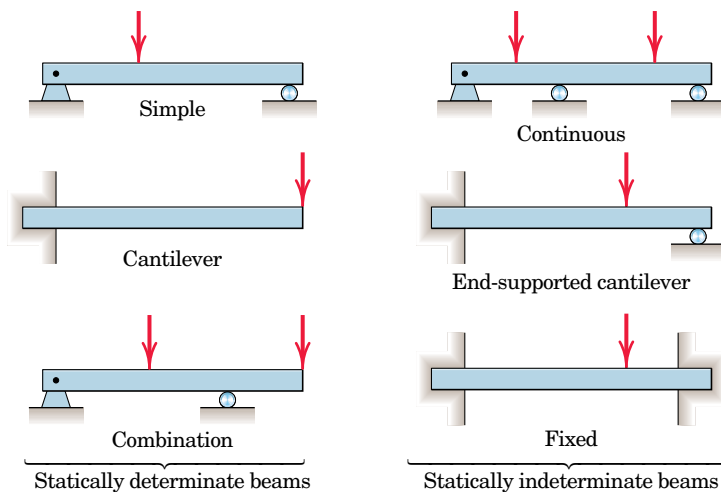 Simple
Continuous
Cantilever
End-supported cantilever
Combination
Fixed
Statically determinate beams
Statically indeterminate beams